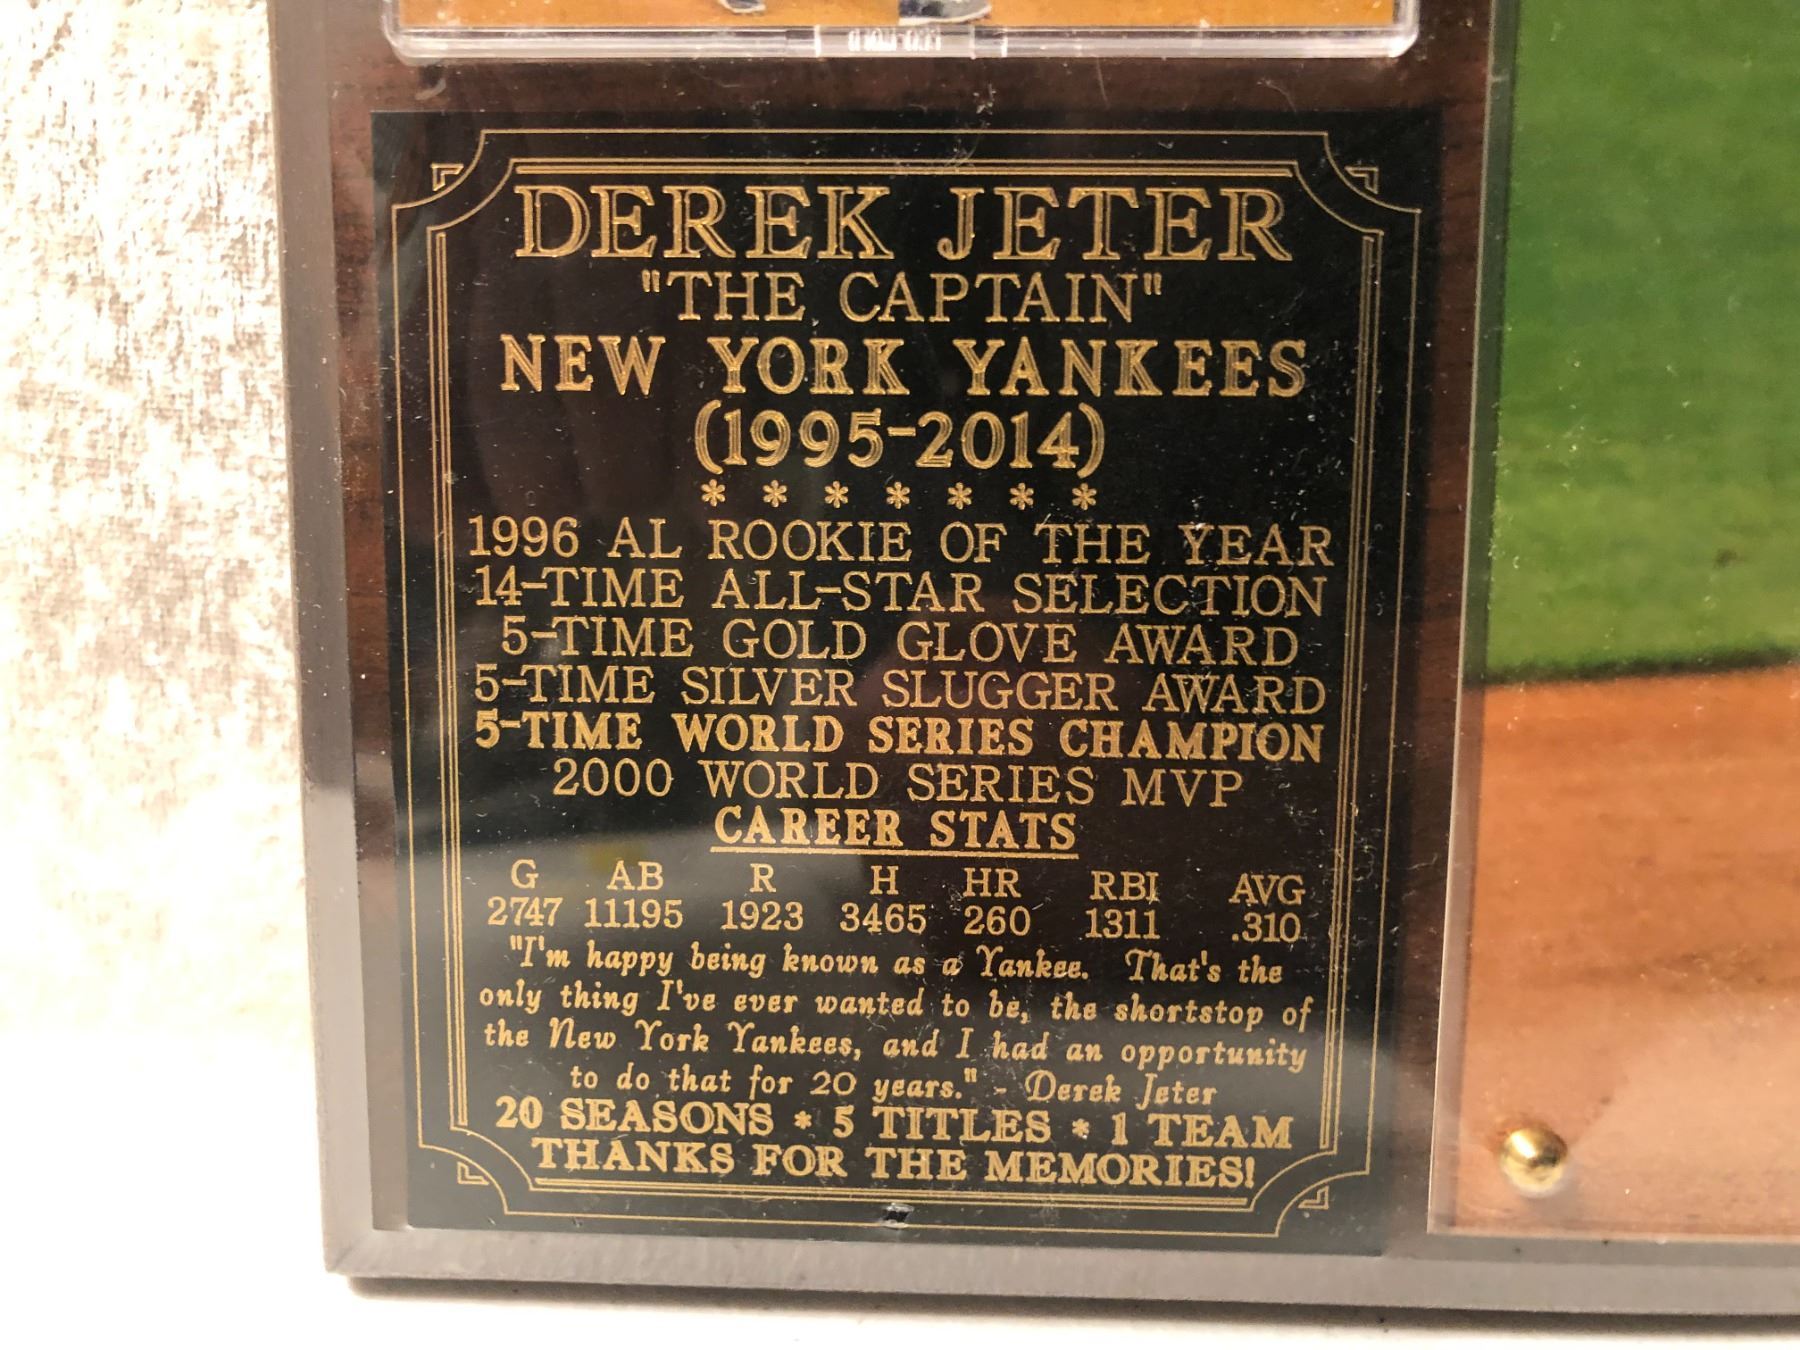 DEREK JETER
"THE CAPTAIN"
NEW YORK YANKEES
(1995-2014)
* * * * * * *
1996 AL ROOKIE OF THE YEAR
14-TIME ALL-STAR SELECTION
5-TIME GOLD GLOVE AWARD
5-TIME SILVER SLUGGER AWARD
5-TIME WORLD SERIES CHAMPION
2000 WORLD SERIES MVP
CAREER STATS
G AB R H HR RBI AVG
2747 11195 1923 3465 260 1311 .310
"I'm happy being known as a Yankee. That's the
only thing I've ever wanted to be, the shortstop of
the New York Yankees, and I had an opportunity
to do that for 20 years." - Derek Jeter
20 SEASONS * 5 TITLES * 1 TEAM
THANKS FOR THE MEMORIES!